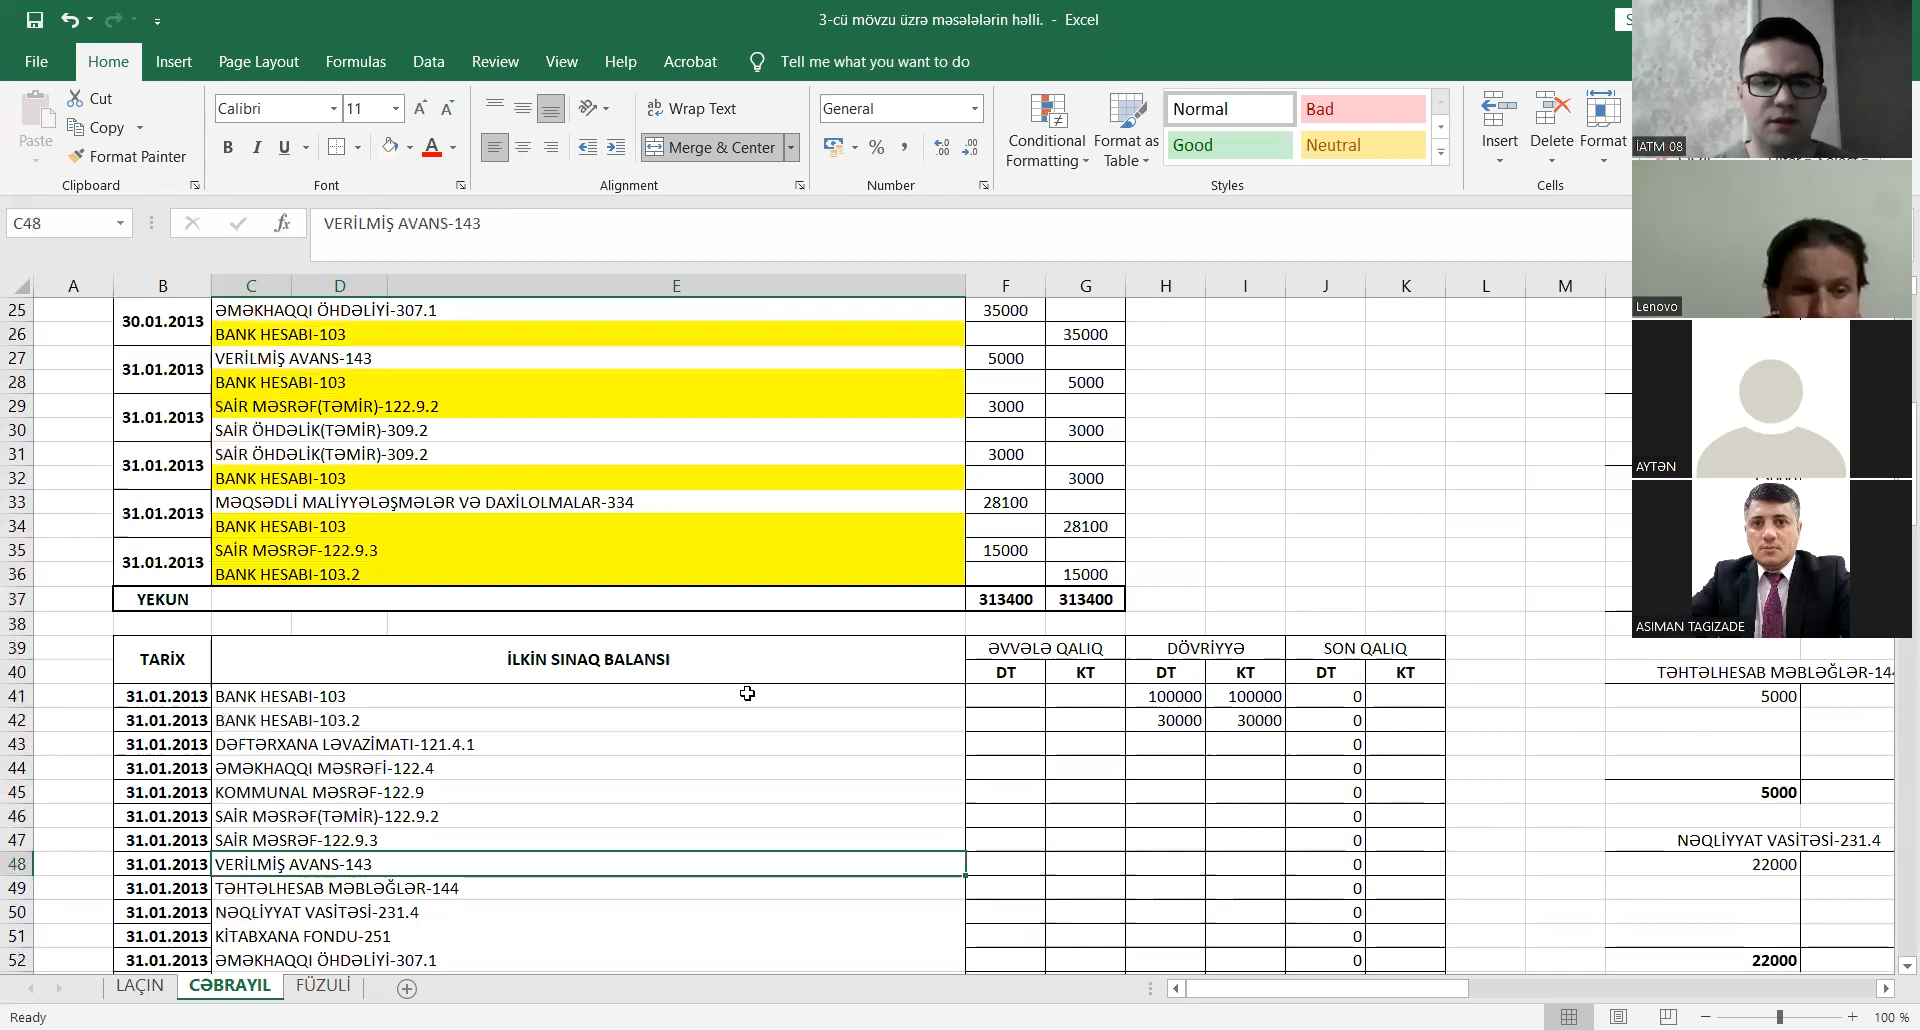 3-cü mövzu üzrə məsələlərin həlli. - Excel
File Home Insert Page Layout Formulas Data Review View Help Acrobat Tell me what you want to do
Paste
Cut
Copy
Format Painter
Clipboard
Calibri 11
B I U
Font
Wrap Text
Merge & Center
Alignment
General
Number
Conditional Formatting
Format as Table
Normal Bad
Good Neutral
Styles
Insert Delete Format
Cells
C48 fx VERİLMİŞ AVANS-143
A B C D E F G H I J K L M
25 30.01.2013 ƏMƏKHAQQI ÖHDƏLİYİ-307.1 35000
26 BANK HESABI-103 35000
27 31.01.2013 VERİLMİŞ AVANS-143 5000
28 BANK HESABI-103 5000
29 31.01.2013 SAİR MƏSRƏF(TƏMİR)-122.9.2 3000
30 SAİR ÖHDƏLİK(TƏMİR)-309.2 3000
31 31.01.2013 SAİR ÖHDƏLİK(TƏMİR)-309.2 3000
32 BANK HESABI-103 3000
33 31.01.2013 MƏQSƏDLİ MALİYYƏLƏŞMƏLƏR VƏ DAXİLOLMALAR-334 28100
34 BANK HESABI-103 28100
35 31.01.2013 SAİR MƏSRƏF-122.9.3 15000
36 BANK HESABI-103.2 15000
37 YEKUN 313400 313400
38
39 TARİX İLKİN SINAQ BALANSI ƏVVƏLƏ QALIQ DÖVRİYYƏ SON QALIQ
40 DT KT DT KT DT KT TƏHTƏLHESAB MƏBLƏĞLƏR-144
41 31.01.2013 BANK HESABI-103 100000 100000 0 5000
42 31.01.2013 BANK HESABI-103.2 30000 30000 0
43 31.01.2013 DƏFTƏRXANA LƏVAZİMATI-121.4.1 0
44 31.01.2013 ƏMƏKHAQQI MƏSRƏFİ-122.4 0
45 31.01.2013 KOMMUNAL MƏSRƏF-122.9 0 5000
46 31.01.2013 SAİR MƏSRƏF(TƏMİR)-122.9.2 0
47 31.01.2013 SAİR MƏSRƏF-122.9.3 0 NƏQLİYYAT VASİTƏSİ-231.4
48 31.01.2013 VERİLMİŞ AVANS-143 0 22000
49 31.01.2013 TƏHTƏLHESAB MƏBLƏĞLƏR-144 0
50 31.01.2013 NƏQLİYYAT VASİTƏSİ-231.4 0
51 31.01.2013 KİTABXANA FONDU-251 0
52 31.01.2013 ƏMƏKHAQQI ÖHDƏLİYİ-307.1 0 22000
LAÇIN CƏBRAYIL FÜZULİ
Ready 100 %
İATM 08
Lenovo
AYTƏN
ASIMAN TAGIZADE